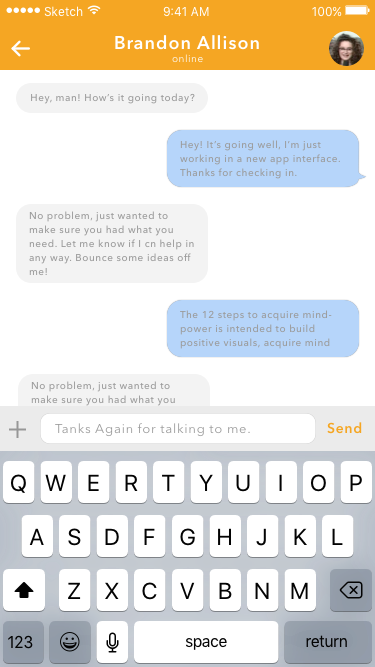 Sketch 9:41 AM 100%
Brandon Allison
online
Hey, man! How's it going today?
Hey! It's going well, I'm just
working in a new app interface.
Thanks for checking in.
No problem, just wanted to
make sure you had what you
need. Let me know if I cn help in
any way. Bounce some ideas off
me!
The 12 steps to acquire mind-
power is intended to build
positive visuals, acquire mind
No problem, just wanted to
make sure you had what you
Tanks Again for talking to me. Send
Q W E R T Y U I O P
A S D F G H J K L
Z X C V B N M
123 space return